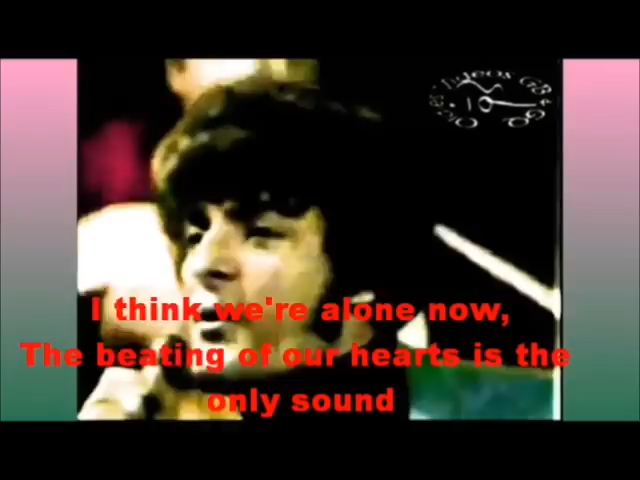 I think we're alone now,
The beating of our hearts is the
only sound